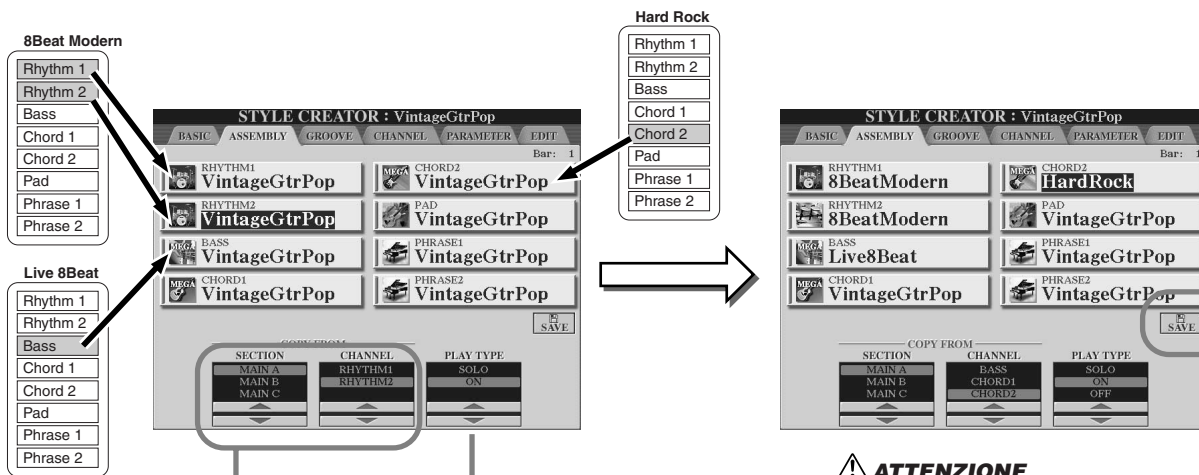 8Beat Modern
Rhythm 1
Rhythm 2
Bass
Chord 1
Chord 2
Pad
Phrase 1
Phrase 2
Live 8Beat
Rhythm 1
Rhythm 2
Bass
Chord 1
Chord 2
Pad
Phrase 1
Phrase 2
STYLE CREATOR : VintageGtrPop
BASIC ASSEMBLY GROOVE CHANNEL PARAMETER EDIT
Bar: 1
RHYTHM1
VintageGtrPop
RHYTHM2
VintageGtrPop
MEGA BASS
VintageGtrPop
MEGA CHORD1
VintageGtrPop
MEGA CHORD2
VintageGtrPop
PAD
VintageGtrPop
PHRASE1
VintageGtrPop
PHRASE2
VintageGtrPop
SAVE
COPY FROM
SECTION CHANNEL PLAY TYPE
MAIN A RHYTHM1 SOLO
MAIN B RHYTHM2 ON
MAIN C
Hard Rock
Rhythm 1
Rhythm 2
Bass
Chord 1
Chord 2
Pad
Phrase 1
Phrase 2
STYLE CREATOR : VintageGtrPop
BASIC ASSEMBLY GROOVE CHANNEL PARAMETER EDIT
Bar: 1
RHYTHM1
8BeatModern
RHYTHM2
8BeatModern
MEGA BASS
Live8Beat
MEGA CHORD1
VintageGtrPop
MEGA CHORD2
HardRock
PAD
VintageGtrPop
PHRASE1
VintageGtrPop
PHRASE2
VintageGtrPop
SAVE
COPY FROM
SECTION CHANNEL PLAY TYPE
MAIN A BASS SOLO
MAIN B CHORD1 ON
MAIN C CHORD2 OFF
ATTENZIONE